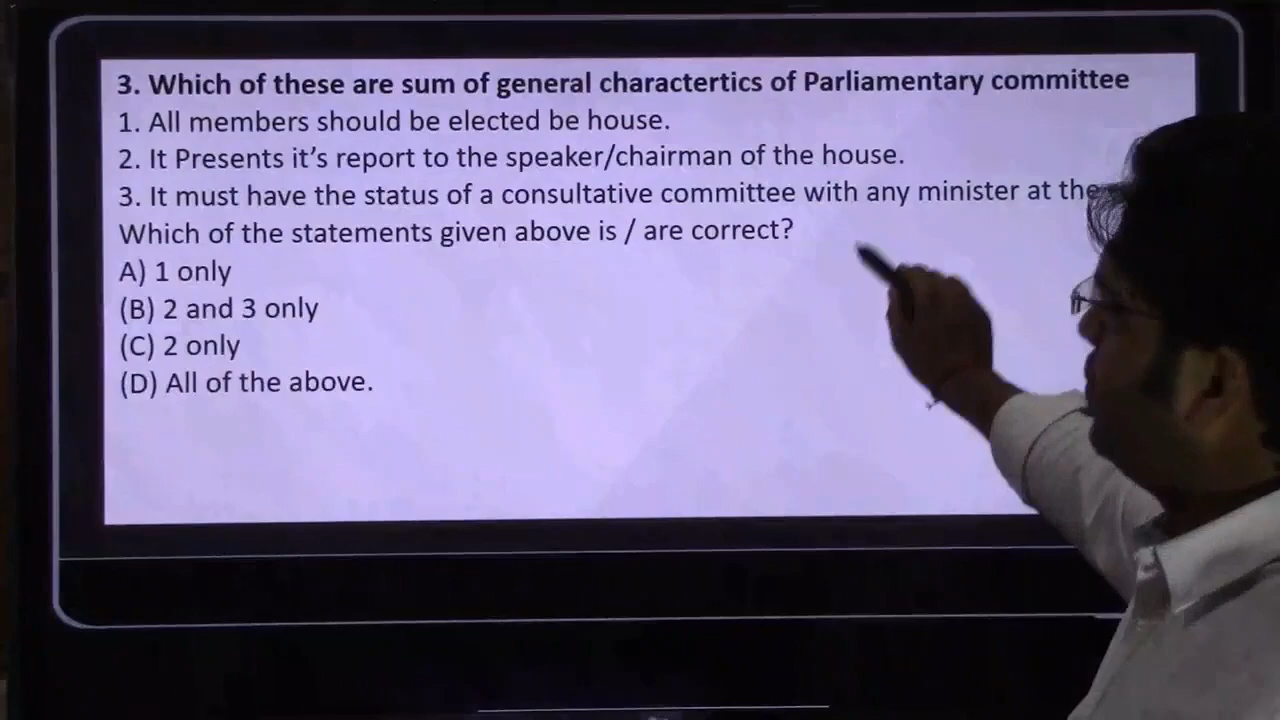 3. Which of these are sum of general charactertics of Parliamentary committee
1. All members should be elected be house.
2. It Presents it's report to the speaker/chairman of the house.
3. It must have the status of a consultative committee with any minister at the
Which of the statements given above is / are correct?
A) 1 only
(B) 2 and 3 only
(C) 2 only
(D) All of the above.